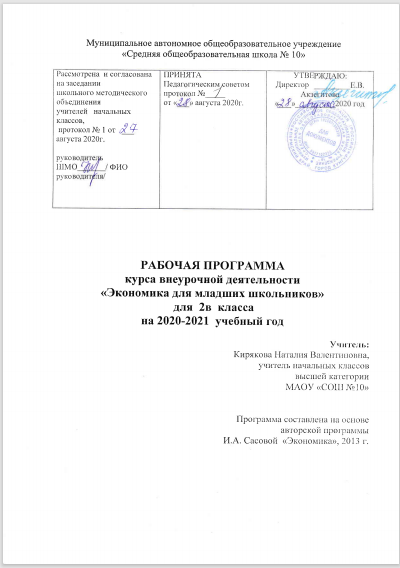 Муниципальное автономное общеобразовательное учреждение
«Средняя общеобразовательная школа № 10»
Рассмотрена и согласована
на заседании
школьного методического
объединения
учителей начальных
классов,
протокол № 1 от 27
августа 2020г.
руководитель
ШМО / ФИО
руководителя/
ПРИНЯТА
Педагогическим советом
протокол № 1
от «28» августа 2020г.
УТВЕРЖДАЮ:
Директор Е.В.
«28» августа 2020 год
РАБОЧАЯ ПРОГРАММА
курса внеурочной деятельности
«Экономика для младших школьников»
для 2в класса
на 2020-2021 учебный год
Учитель:
Кирякова Наталия Валентиновна,
учитель начальных классов
высшей категории
МАОУ «СОШ №10»
Программа составлена на основе
авторской программы
И.А. Сасовой «Экономика», 2013 г.